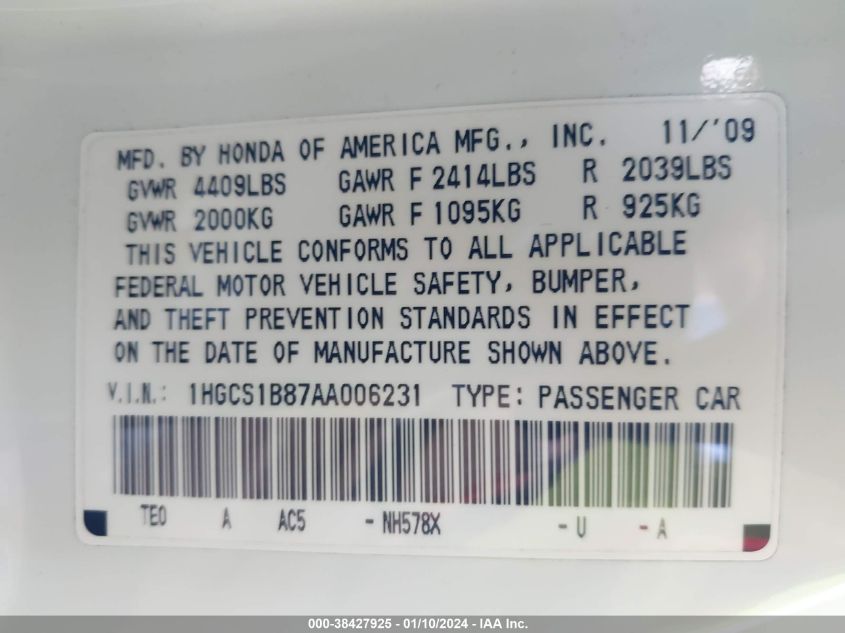 MFD. BY HONDA OF AMERICA MFG., INC. 11/'09
GVWR 4409LBS GAWR F 2414LBS R 2039LBS
GVWR 2000KG GAWR F 1095KG R 925KG
THIS VEHICLE CONFORMS TO ALL APPLICABLE
FEDERAL MOTOR VEHICLE SAFETY, BUMPER,
AND THEFT PREVENTION STANDARDS IN EFFECT
ON THE DATE OF MANUFACTURE SHOWN ABOVE.
V.I.N.: 1HGCS1B87AA006231 TYPE: PASSENGER CAR
TE0 A AC5 - NH578X - U - A
000-38427925 - 01/10/2024 - IAA Inc.